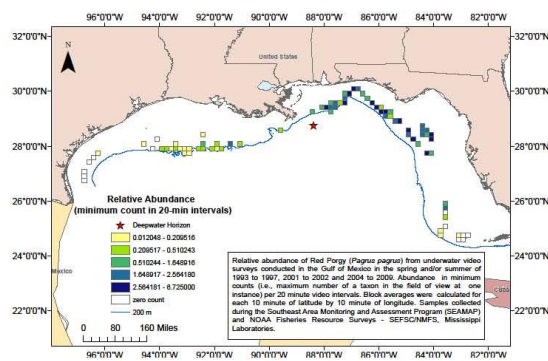 96°0'0"W 94°0'0"W 92°0'0"W 90°0'0"W 88°0'0"W 86°0'0"W 84°0'0"W 82°0'0"W
32°0'0"N 32°0'0"N
N
United States
30°0'0"N 30°0'0"N
28°0'0"N 28°0'0"N
26°0'0"N 26°0'0"N
24°0'0"N 24°0'0"N
22°0'0"N 22°0'0"N
Relative Abundance
(minimum count in 20-min intervals)
Deepwater Horizon
0.012048 - 0.209516
0.209517 - 0.510243
0.510244 - 1.648916
1.648917 - 2.564180
2.564181 - 6.725000
zero count
200 m
0 80 160 Miles
Mexico
Relative abundance of Red Porgy (Pagrus pagrus) from underwater video
surveys conducted in the Gulf of Mexico in the spring and/or summer of
1993 to 1997, 2001 to 2002 and 2004 to 2009. Abundance in minimum
counts (i.e., maximum number of a taxon in the field of view at one
instance) per 20 minute video intervals. Block averages were calculated for
each 10 minute of latitude by 10 minute of longitude. Samples collected
during the Southeast Area Monitoring and Assessment Program (SEAMAP)
and NOAA Fisheries Resource Surveys - SEFSC/NMFS, Mississippi
Laboratories.
96°0'0"W 94°0'0"W 92°0'0"W 90°0'0"W 88°0'0"W 86°0'0"W 84°0'0"W 82°0'0"W